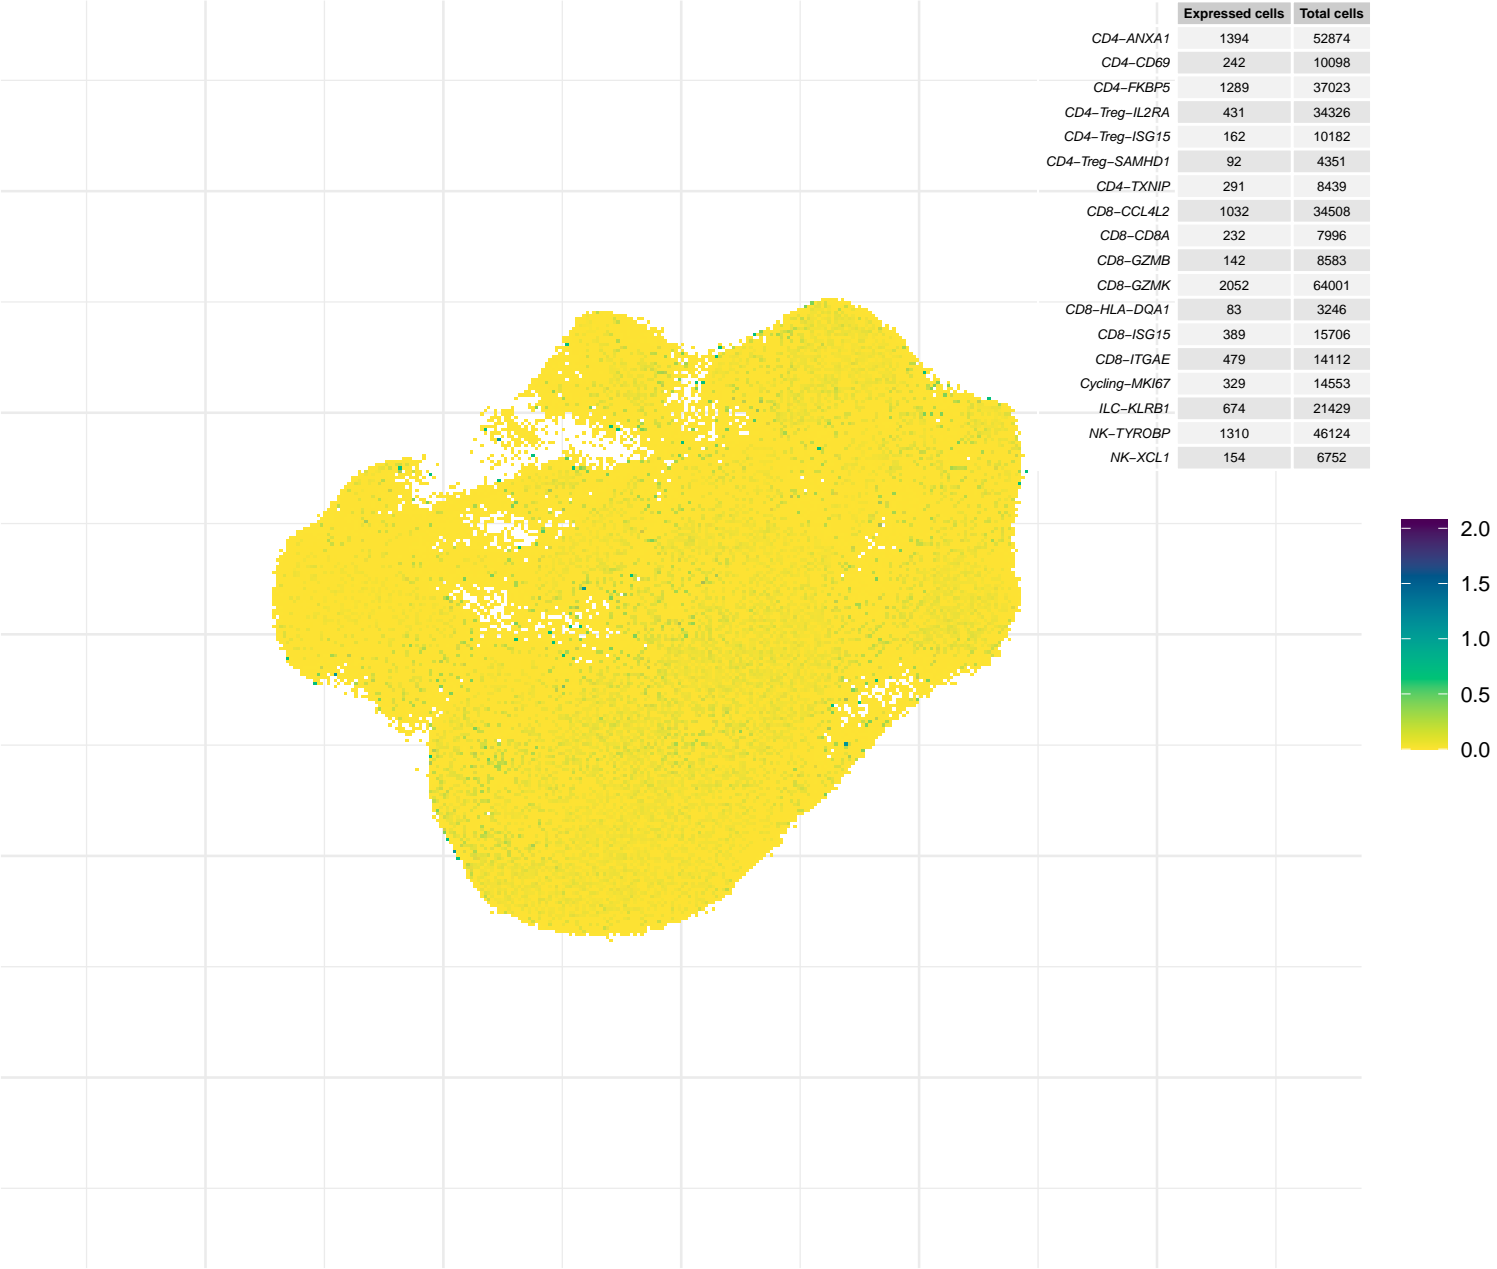 Expressed cells Total cells
CD4−ANXA1 1394 52874
CD4−CD69 242 10098
CD4−FKBP5 1289 37023
CD4−Treg−IL2RA 431 34326
CD4−Treg−ISG15 162 10182
CD4−Treg−SAMHD1 92 4351
CD4−TXNIP 291 8439
CD8−CCL4L2 1032 34508
CD8−CD8A 232 7996
CD8−GZMB 142 8583
CD8−GZMK 2052 64001
CD8−HLA−DQA1 83 3246
CD8−ISG15 389 15706
CD8−ITGAE 479 14112
Cycling−MKI67 329 14553
ILC−KLRB1 674 21429
NK−TYROBP 1310 46124
NK−XCL1 154 6752
2.0
1.5
1.0
0.5
0.0